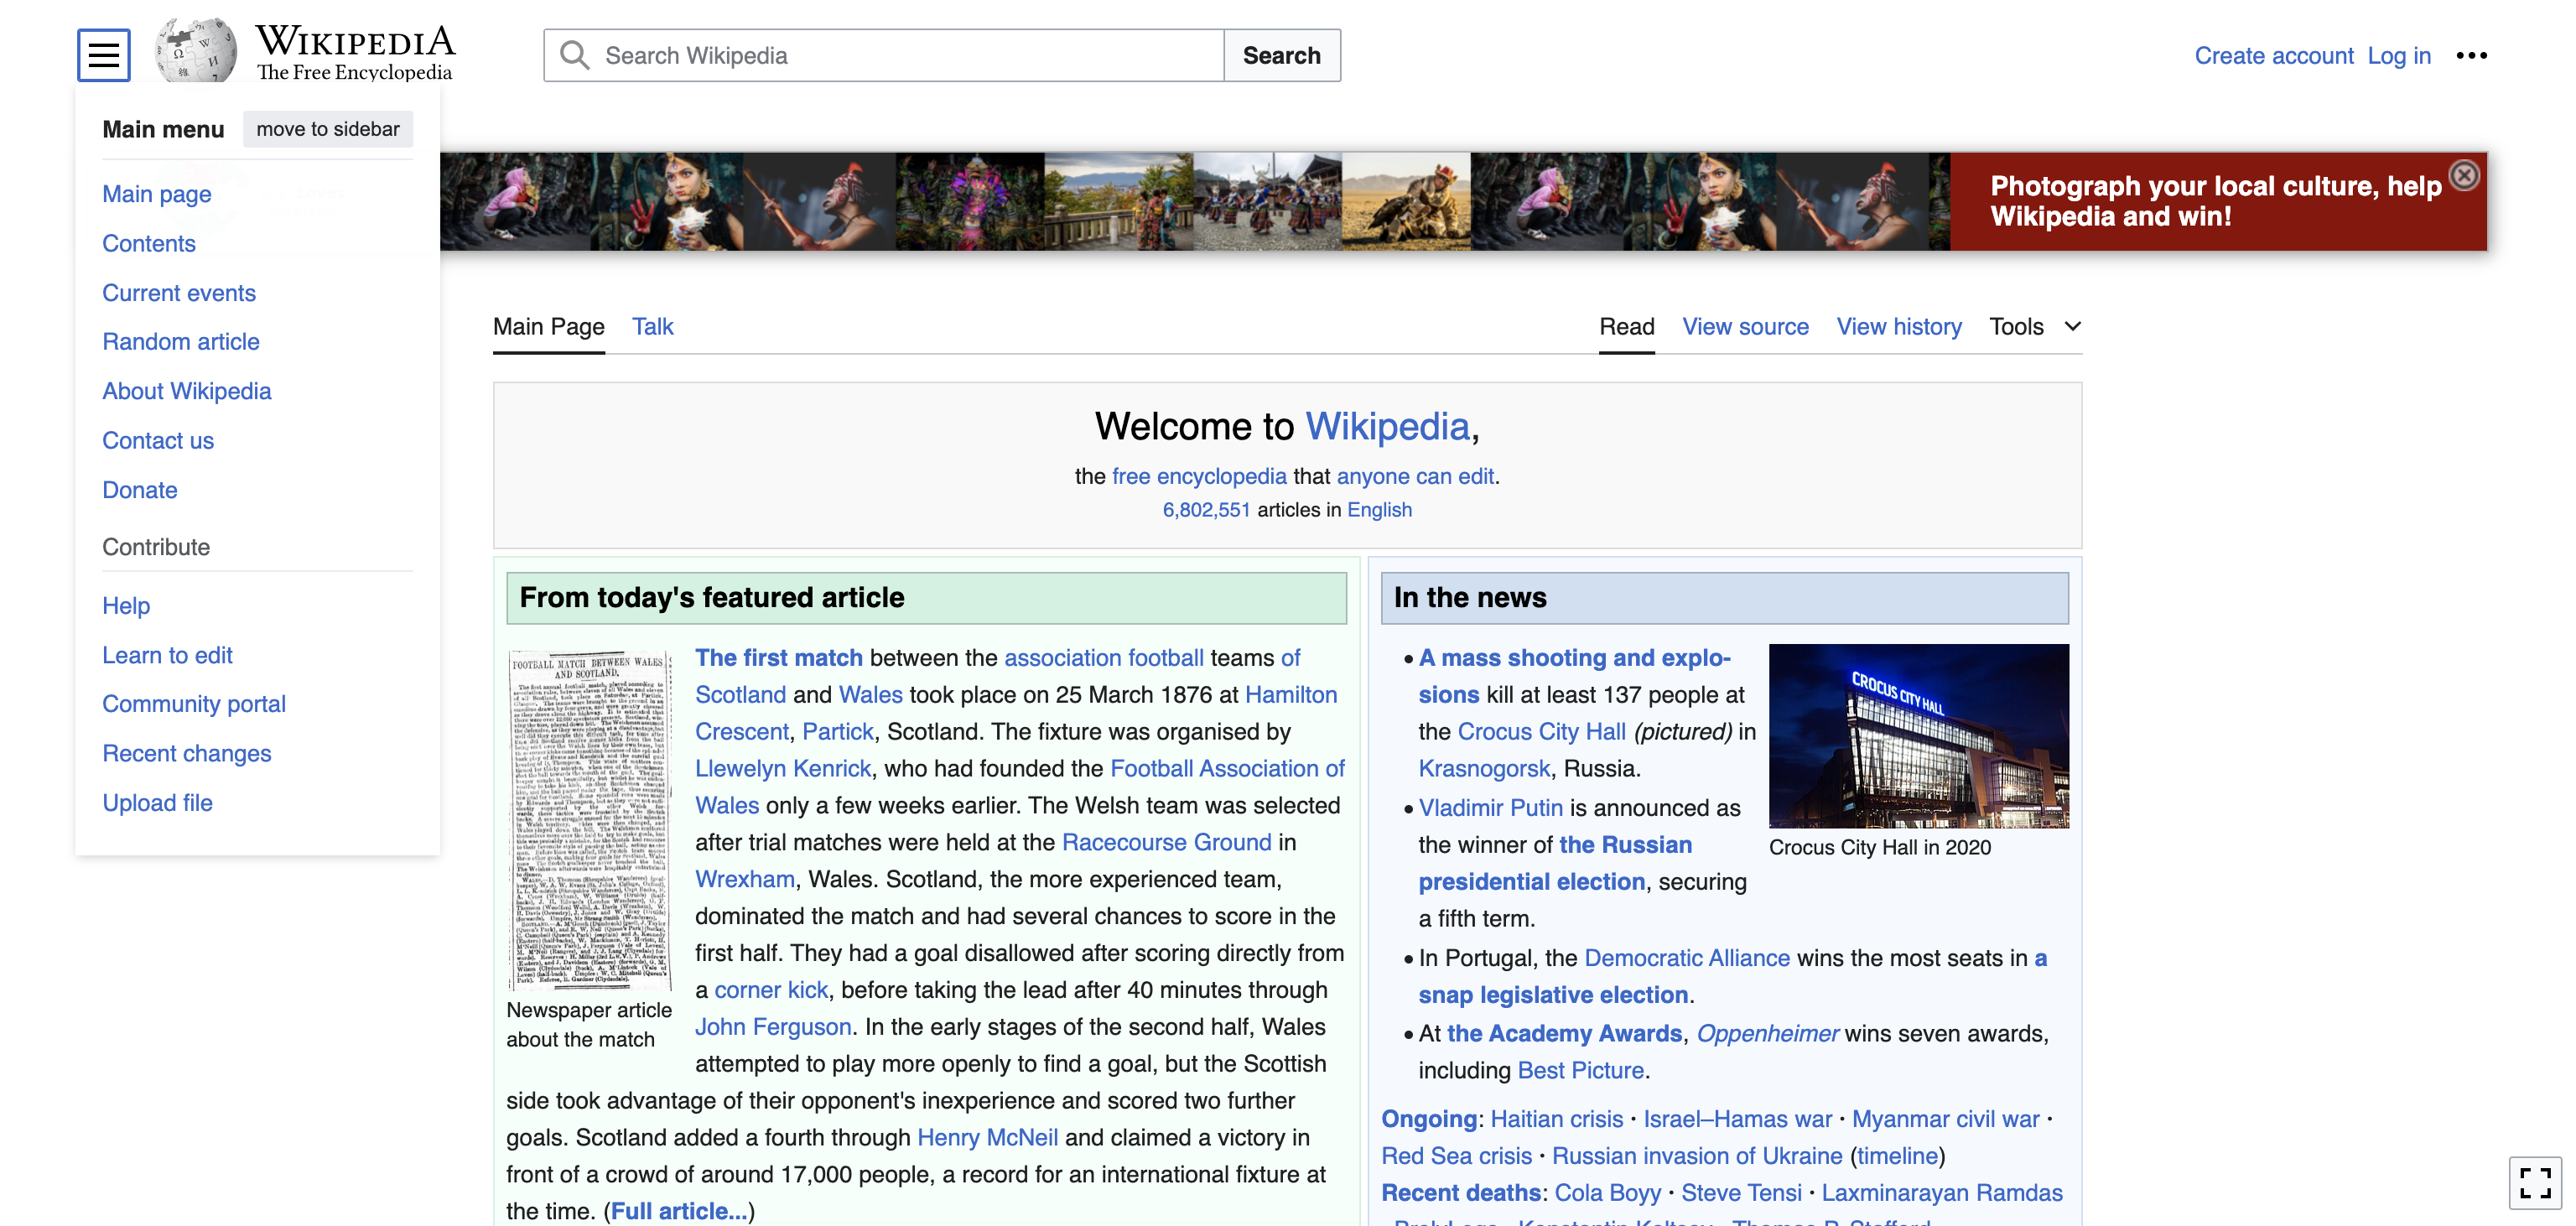 WIKIPEDIA
The Free Encyclopedia
Search Wikipedia
Search
Create account Log in
Main menu
move to sidebar
Main page
Contents
Current events
Random article
About Wikipedia
Contact us
Donate
Contribute
Help
Learn to edit
Community portal
Recent changes
Upload file
Photograph your local culture, help
Wikipedia and win!
Main Page Talk
Read View source View history Tools
Welcome to Wikipedia,
the free encyclopedia that anyone can edit.
6,802,551 articles in English
From today's featured article
FOOTBALL MATCH BETWEEN WALES
AND SCOTLAND.
Newspaper article
about the match
The first match between the association football teams of
Scotland and Wales took place on 25 March 1876 at Hamilton
Crescent, Partick, Scotland. The fixture was organised by
Llewelyn Kenrick, who had founded the Football Association of
Wales only a few weeks earlier. The Welsh team was selected
after trial matches were held at the Racecourse Ground in
Wrexham, Wales. Scotland, the more experienced team,
dominated the match and had several chances to score in the
first half. They had a goal disallowed after scoring directly from
a corner kick, before taking the lead after 40 minutes through
John Ferguson. In the early stages of the second half, Wales
attempted to play more openly to find a goal, but the Scottish
side took advantage of their opponent's inexperience and scored two further
goals. Scotland added a fourth through Henry McNeil and claimed a victory in
front of a crowd of around 17,000 people, a record for an international fixture at
the time. (Full article...)
In the news
CROCUS CITY HALL
Crocus City Hall in 2020
• A mass shooting and explo-
sions kill at least 137 people at
the Crocus City Hall (pictured) in
Krasnogorsk, Russia.
• Vladimir Putin is announced as
the winner of the Russian
presidential election, securing
a fifth term.
• In Portugal, the Democratic Alliance wins the most seats in a
snap legislative election.
• At the Academy Awards, Oppenheimer wins seven awards,
including Best Picture.
Ongoing: Haitian crisis · Israel–Hamas war · Myanmar civil war ·
Red Sea crisis · Russian invasion of Ukraine (timeline)
Recent deaths: Cola Boyy · Steve Tensi · Laxminarayan Ramdas